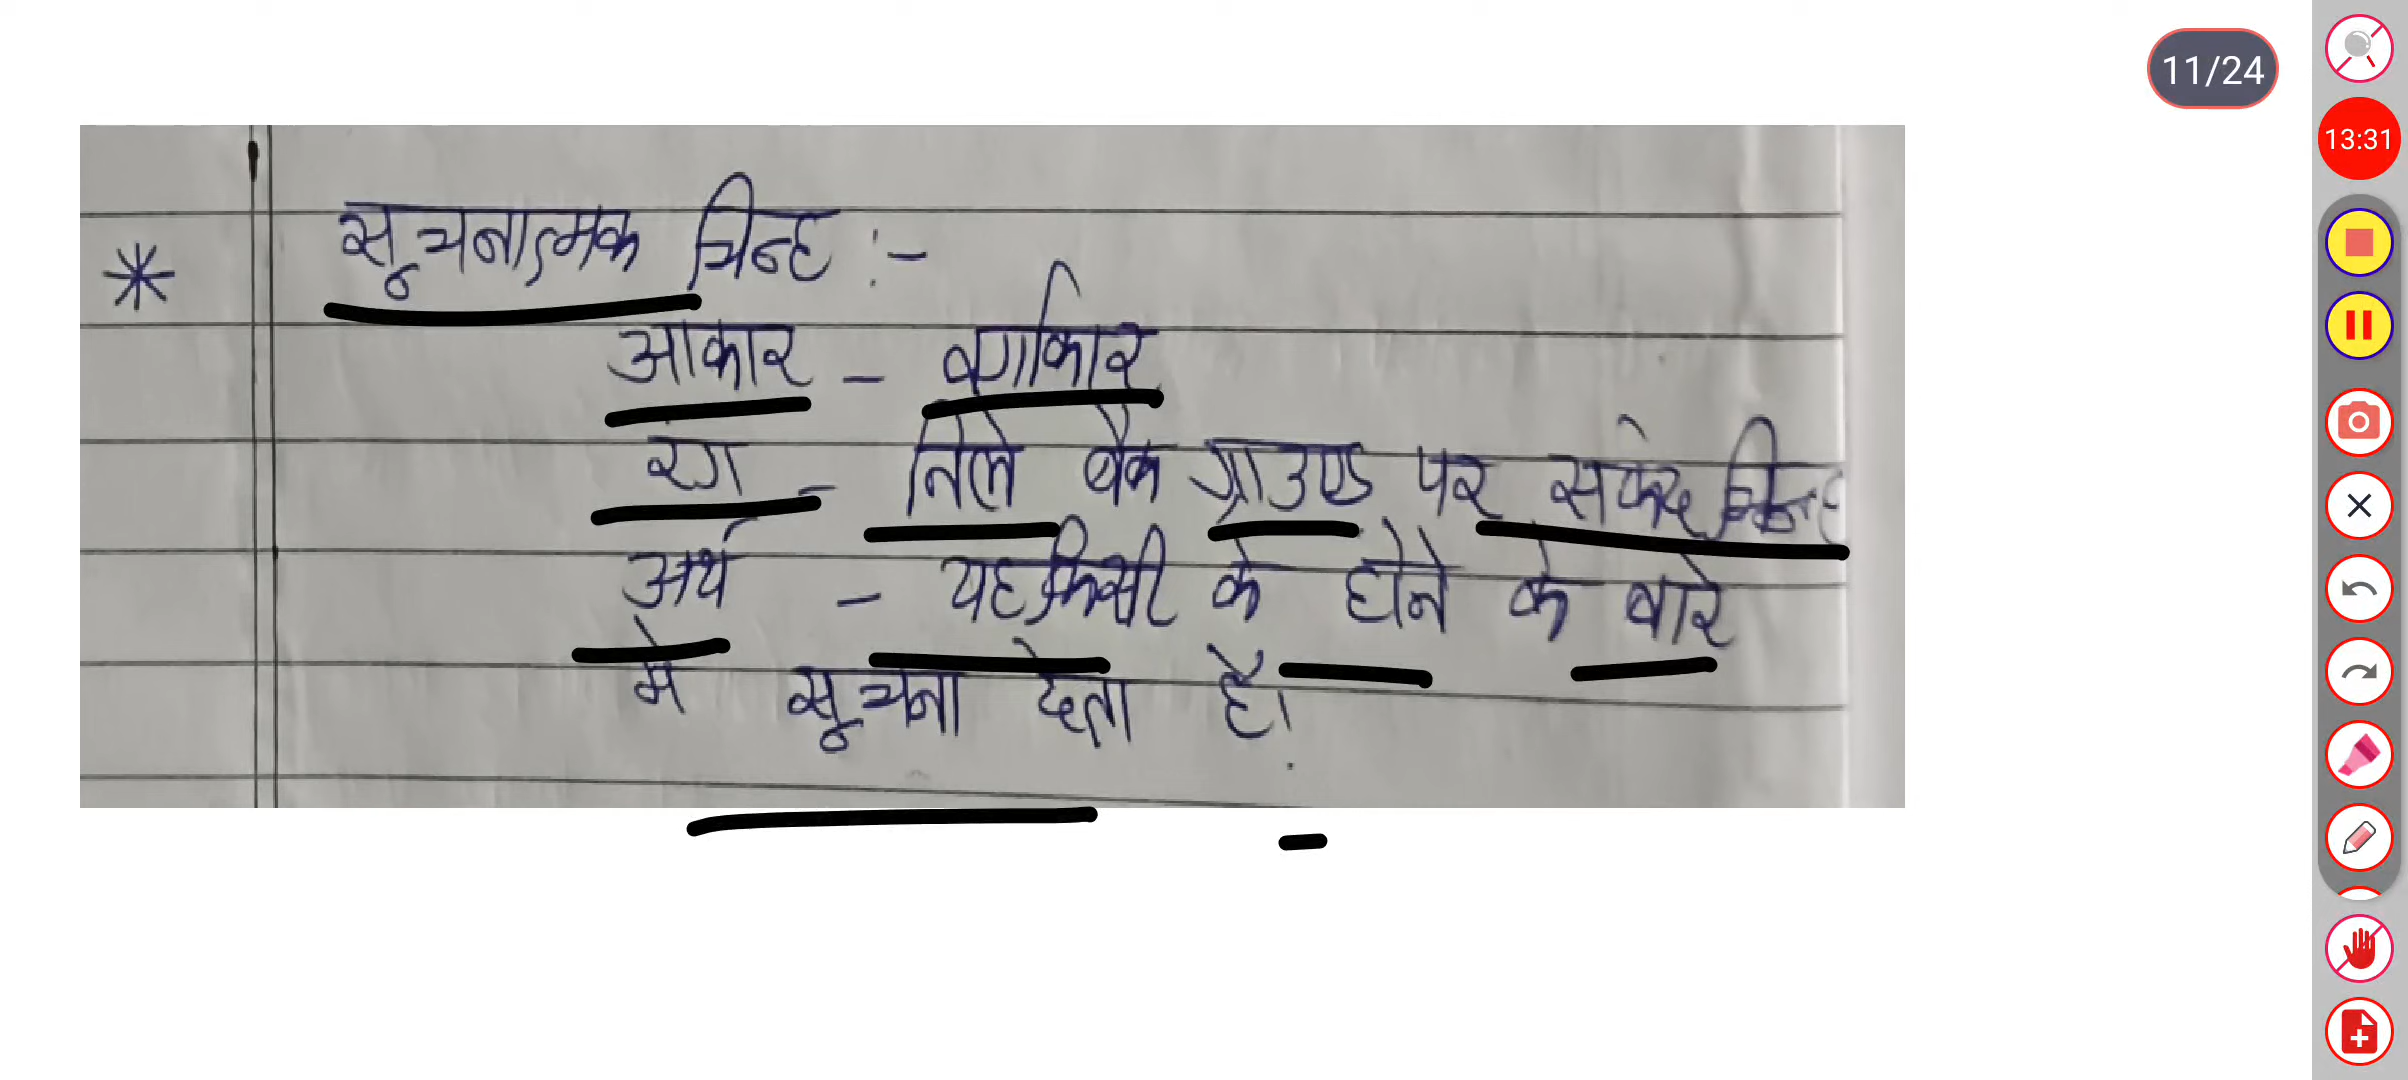 11/24
13:31
सूचनात्मक चिन्ह :-
आकार - वर्गाकार
रंग - निले बैक ग्राउण्ड पर सफेद चिन्ह
अर्थ - यह किसी के होने के बारे
में सूचना देता है।